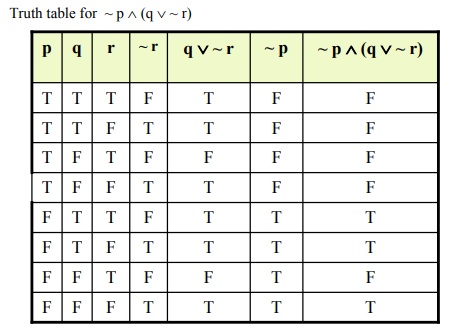 Truth table for ~ p ∧ (q ∨ ~ r)
p q r ~ r q ∨ ~ r ~ p ~ p ∧ (q ∨ ~ r)
T T T F T F F
T T F T T F F
T F T F F F F
T F F T T F F
F T T F T T T
F T F T T T T
F F T F F T F
F F F T T T T